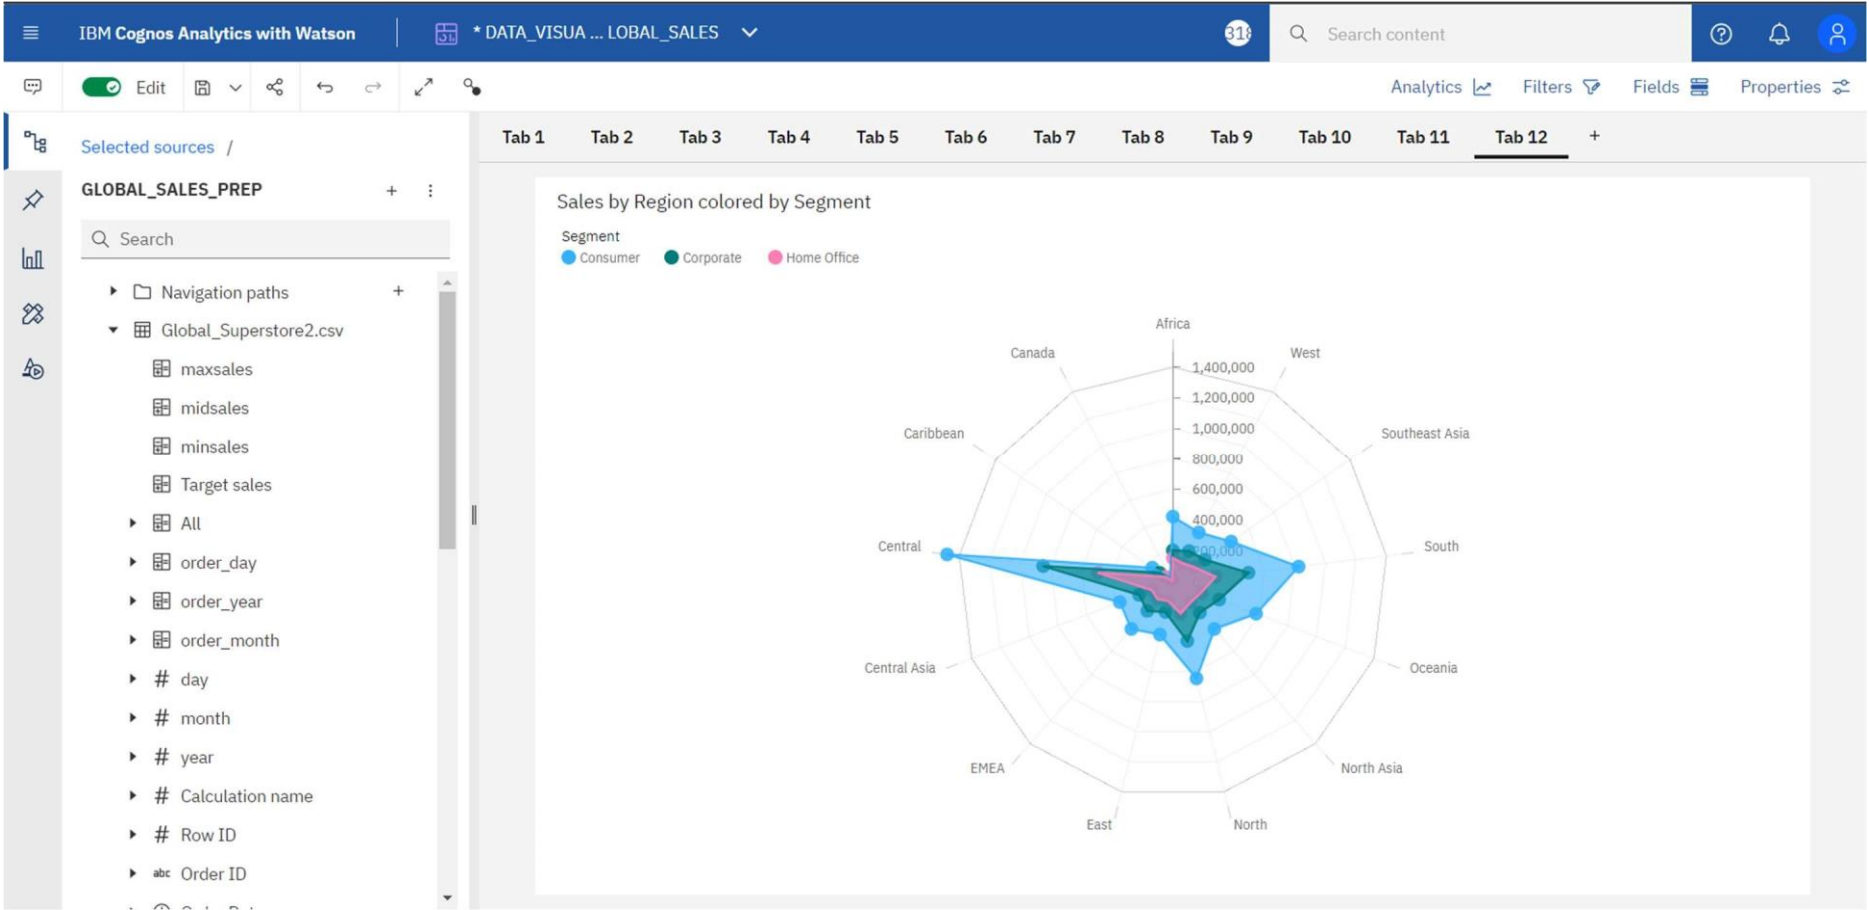 IBM Cognos Analytics with Watson
* DATA_VISUA ... LOBAL_SALES
318
Search content
Edit
Analytics
Filters
Fields
Properties
Selected sources /
GLOBAL_SALES_PREP
Search
Navigation paths
Global_Superstore2.csv
maxsales
midsales
minsales
Target sales
All
order_day
order_year
order_month
# day
# month
# year
# Calculation name
# Row ID
abc Order ID
Tab 1 Tab 2 Tab 3 Tab 4 Tab 5 Tab 6 Tab 7 Tab 8 Tab 9 Tab 10 Tab 11 Tab 12 +
Sales by Region colored by Segment
Segment
Consumer Corporate Home Office
Africa
Canada
West
1,400,000
1,200,000
1,000,000
Caribbean
Southeast Asia
800,000
600,000
400,000
200,000
Central
South
Central Asia
Oceania
EMEA
North Asia
East
North